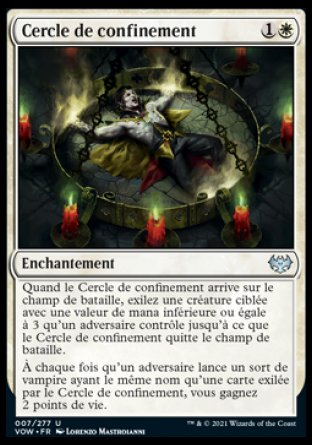 Cercle de confinement 1
Enchantement
Quand le Cercle de confinement arrive sur le
champ de bataille, exilez une créature ciblée
avec une valeur de mana inférieure ou égale
à 3 qu'un adversaire contrôle jusqu'à ce que
le Cercle de confinement quitte le champ de
bataille.
À chaque fois qu'un adversaire lance un sort de
vampire ayant le même nom qu'une carte exilée
par le Cercle de confinement, vous gagnez
2 points de vie.
007/277 U
VOW • FR Lorenzo Mastroianni
™ & © 2021 Wizards of the Coast